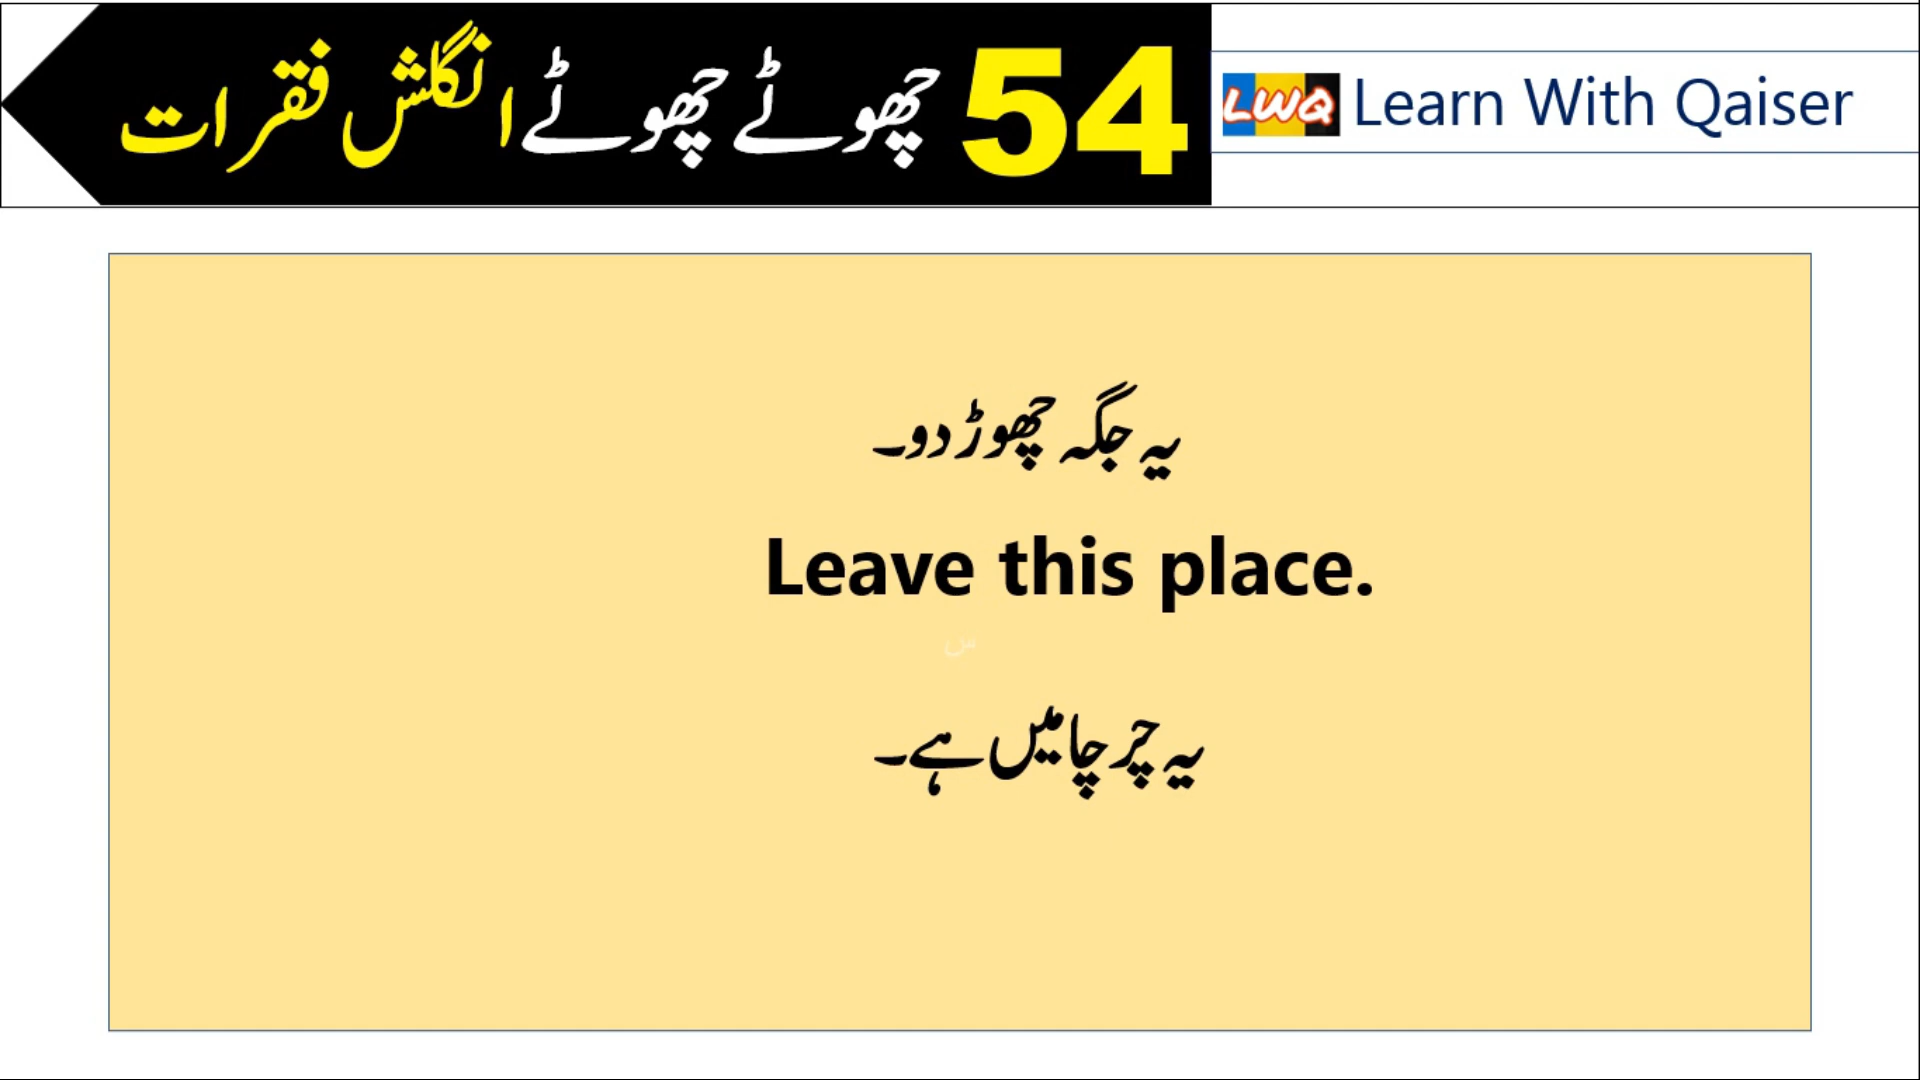 54 چھوٹے چھوٹے انگلش فقرات
LWQ Learn With Qaiser
یہ جگہ چھوڑ دو۔
Leave this place.
س
یہ چرچا میں ہے۔